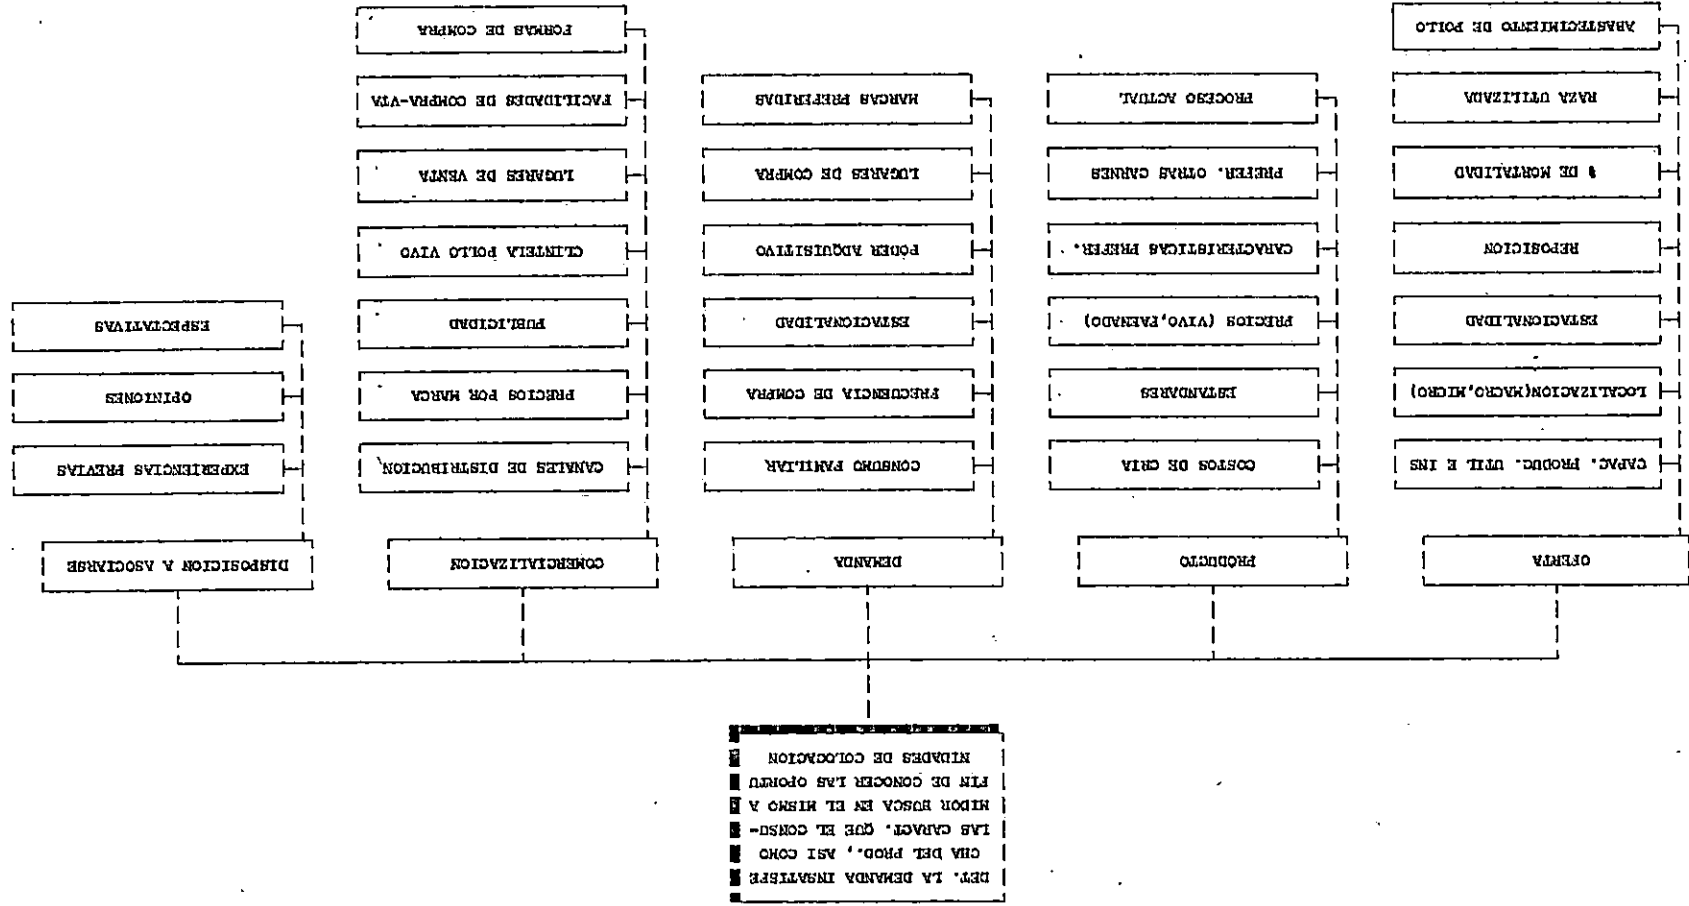 DET. LA DEMANDA INSATISFE
CHA DEL PROD., ASI COMO
LAS CARACT. QUE EL CONSU-
MIDOR BUSCA EN EL MISMO A
FIN DE CONOCER LAS OPORTU
NIDADES DE COLOCACION
OFERTA
CAPAC. PRODUC. UTIL E INS
LOCALIZACION(MACRO,MICRO)
ESTACIONALIDAD
REPOSICION
% DE MORTALIDAD
RAZA UTILIZADA
ABASTECIMIENTO DE POLLO
PRODUCTO
COSTOS DE CRIA
ESTANDARES
PRECIOS (VIVO,FAENADO)
CARACTERISTICAS PREFER.
PREFER. OTRAS CARNES
PROCESO ACTUAL
DEMANDA
CONSUMO FAMILIAR
FRECUENCIA DE COMPRA
ESTACIONALIDAD
PODER ADQUISITIVO
LUGARES DE COMPRA
MARCAS PREFERIDAS
COMERCIALIZACION
CANALES DE DISTRIBUCION
PRECIOS POR MARCA
PUBLICIDAD
CLINTELA POLLO VIVO
LUGARES DE VENTA
FACILIDADES DE COMPRA-VTA
FORMAS DE COMPRA
DISPOSICION A ASOCIARSE
EXPERIENCIAS PREVIAS
OPINIONES
ESPECTATIVAS